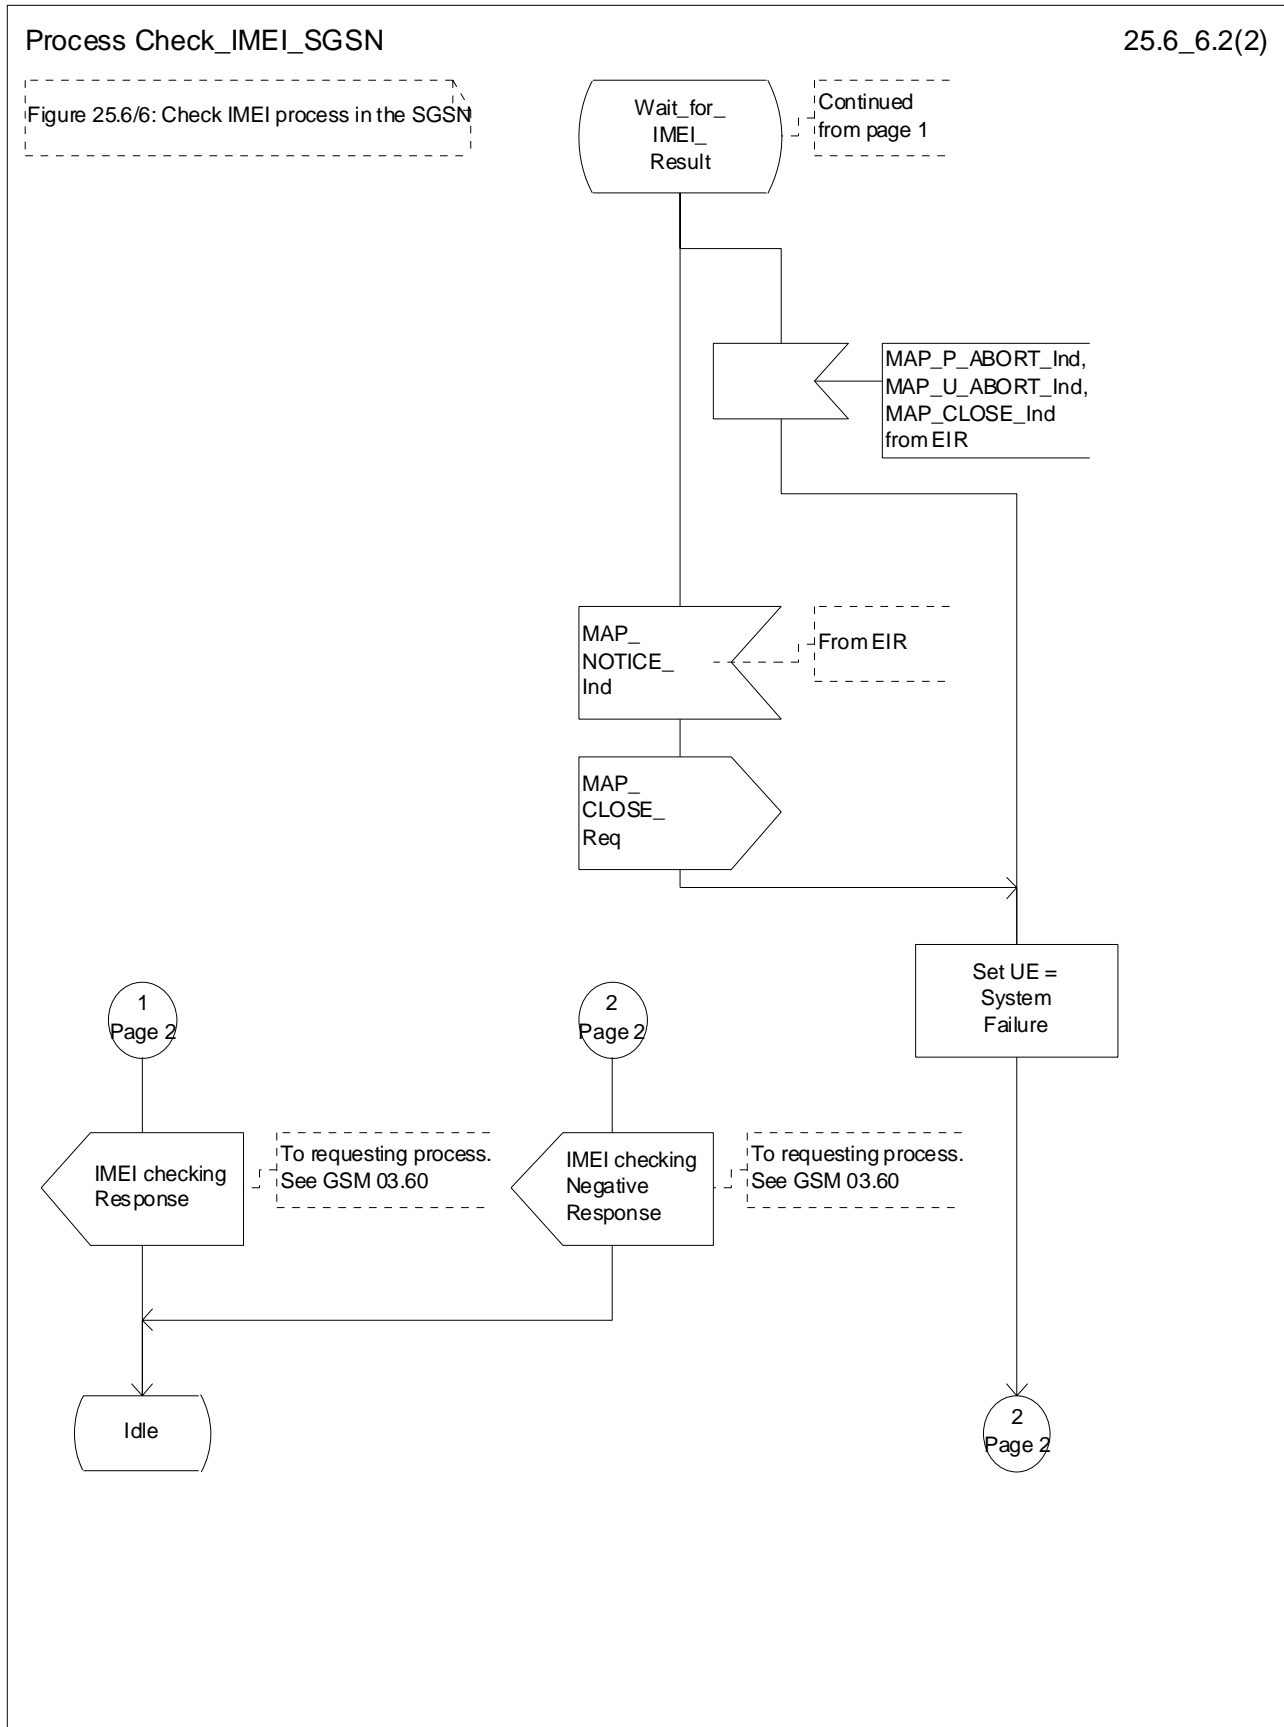 Process Check_IMEI_SGSN
25.6_6.2(2)
Figure 25.6/6: Check IMEI process in the SGSN
Wait_for_
IMEI_
Result
Continued
from page 1
MAP_P_ABORT_Ind,
MAP_U_ABORT_Ind,
MAP_CLOSE_Ind
from EIR
MAP_
NOTICE_
Ind
From EIR
MAP_
CLOSE_
Req
Set UE =
System
Failure
1
Page 2
2
Page 2
IMEI checking
Response
To requesting process.
See GSM 03.60
IMEI checking
Negative
Response
To requesting process.
See GSM 03.60
Idle
2
Page 2